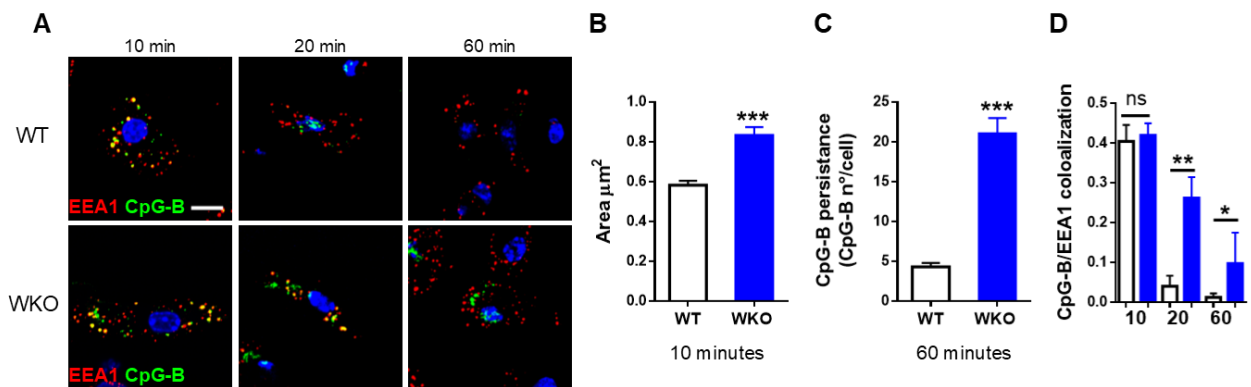 A
10 min
20 min
60 min
WT
EEA1 CpG-B
WKO
EEA1 CpG-B
B
Area μm²
1.0
0.8
0.6
0.4
0.2
0.0
***
WT
WKO
10 minutes
C
CpG-B persistance
(CpG-B n°/cell)
25
20
15
10
5
0
***
WT
WKO
60 minutes
D
CpG-B/EEA1 coloalization
0.5
0.4
0.3
0.2
0.1
0.0
ns
**
*
10
20
60